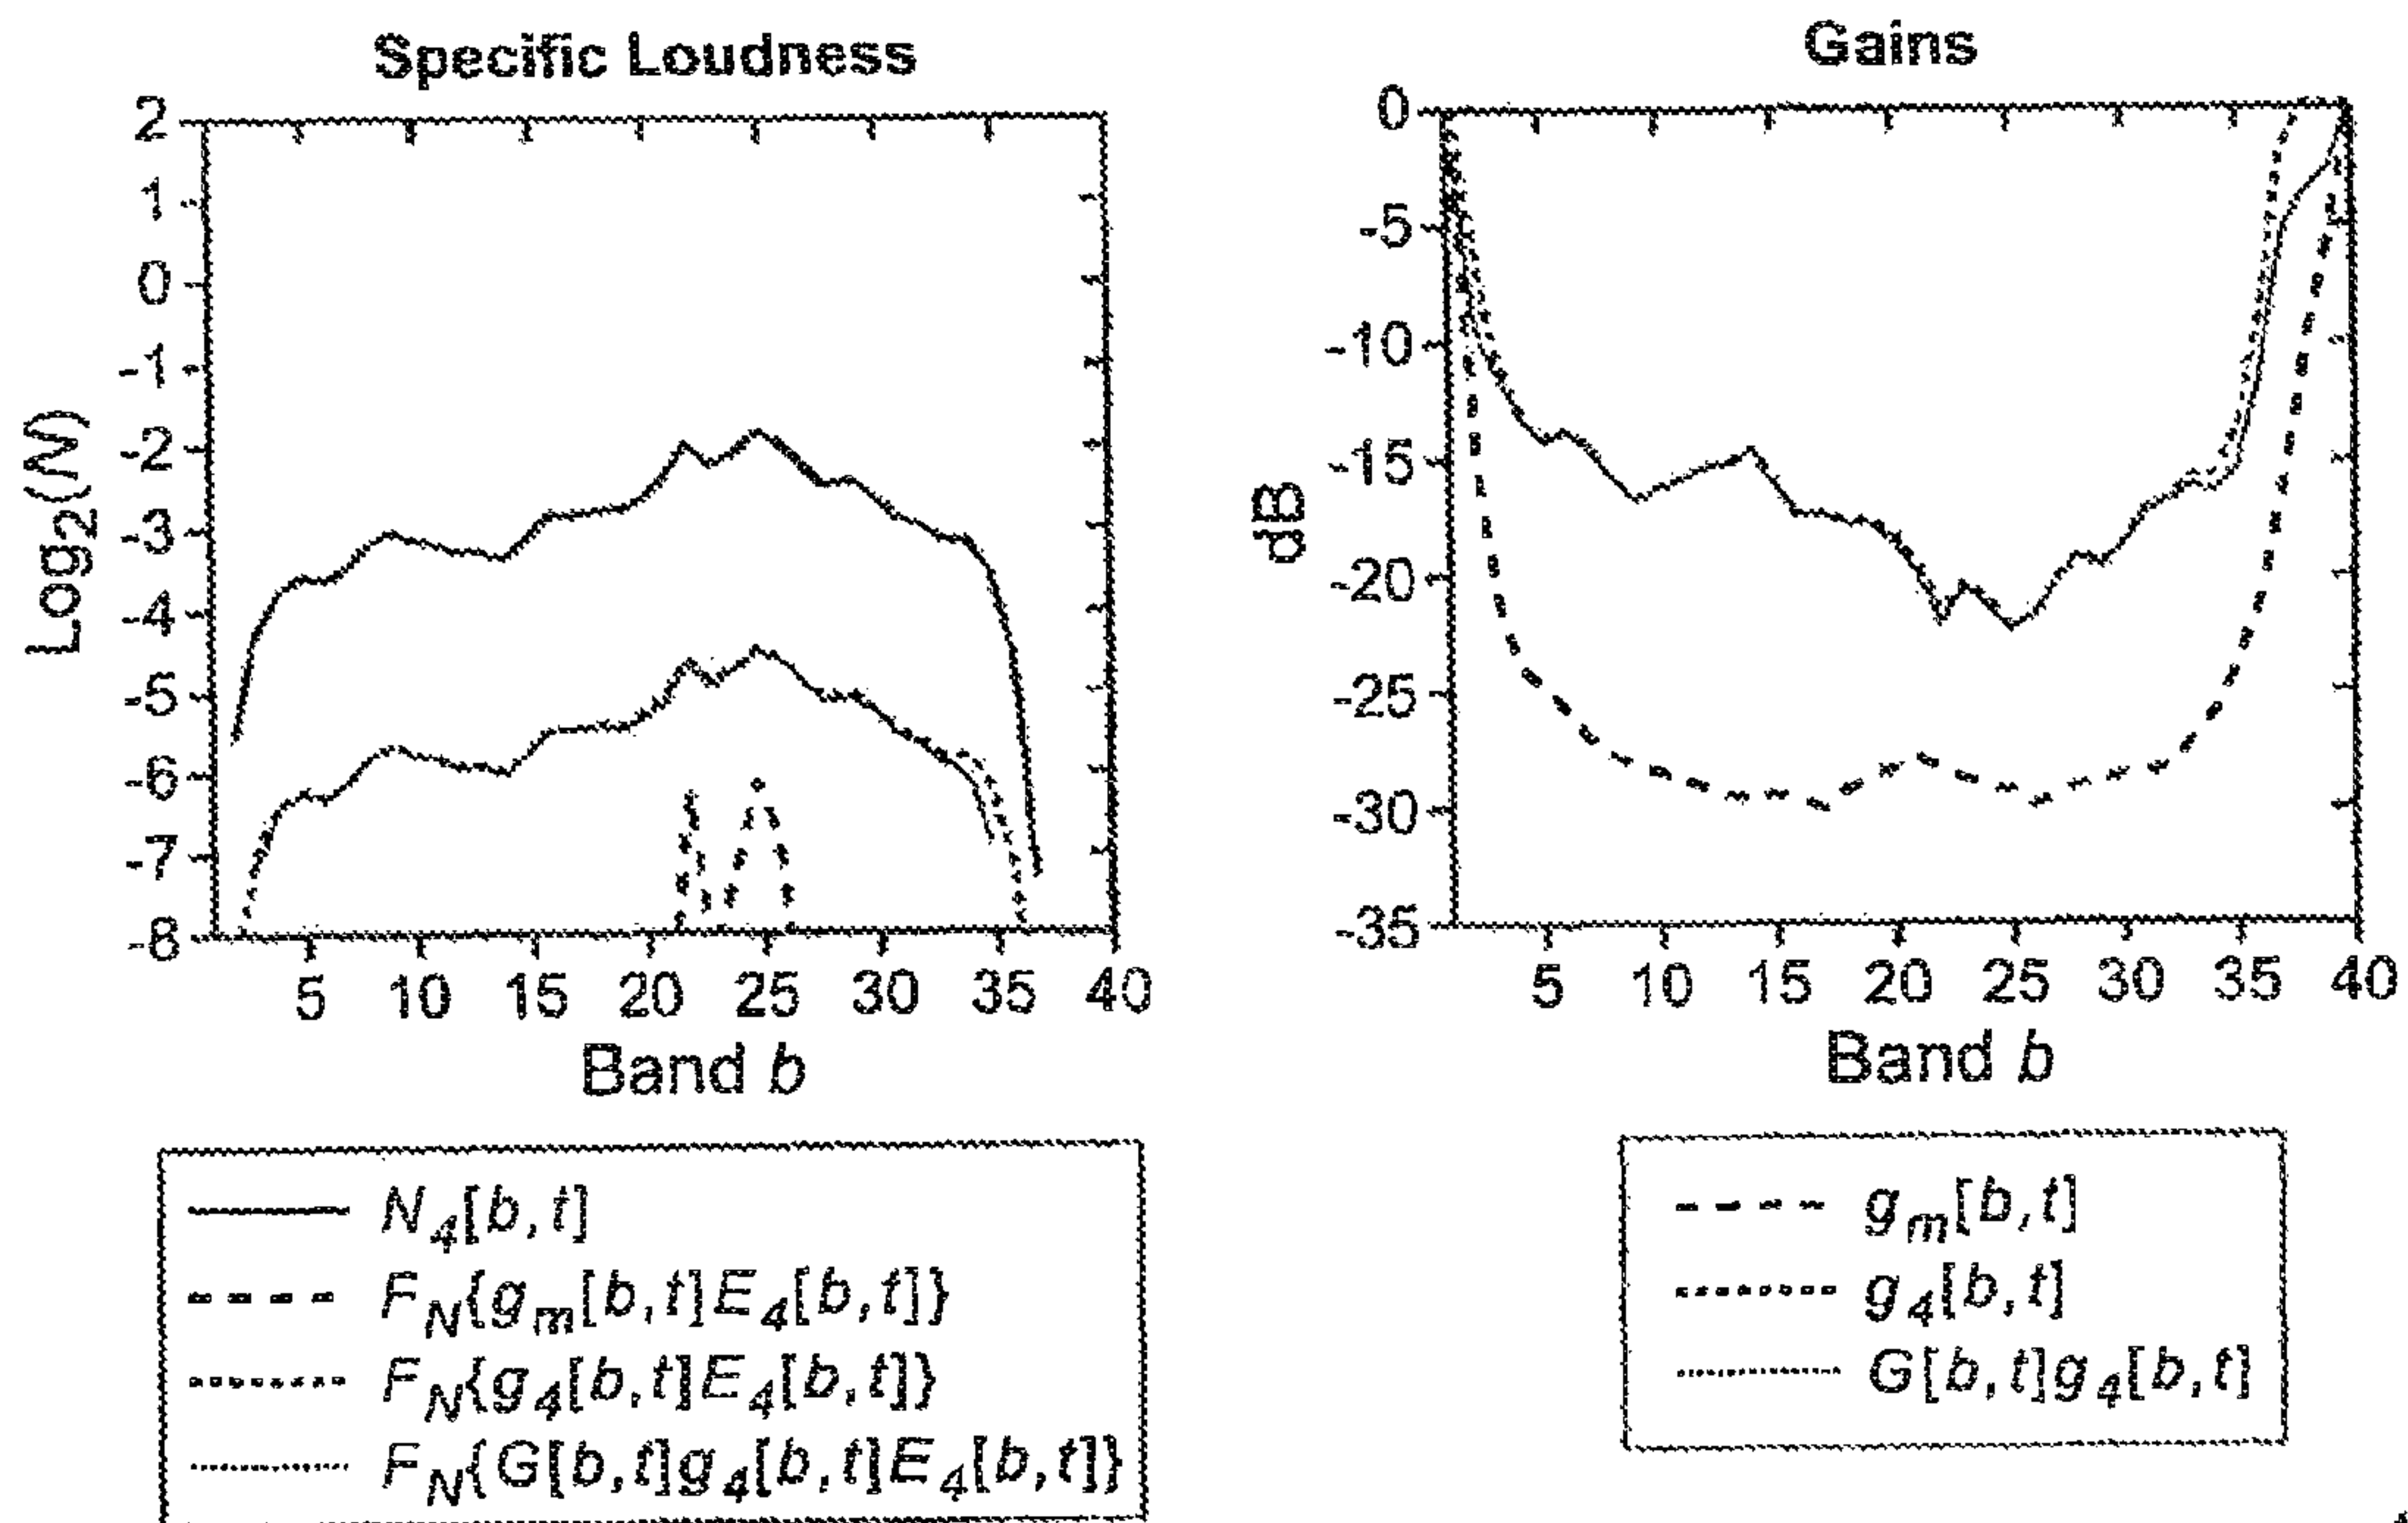 Specific Loudness
2
1
0
-1
-2
-3
-4
-5
-6
-7
-8
Log2(N)
5 10 15 20 25 30 35 40
Band b
N4[b,t]
FN{gm[b,t]E4[b,t]}
FN{g4[b,t]E4[b,t]}
FN{G[b,t]g4[b,t]E4[b,t]}
Gains
0
-5
-10
-15
-20
-25
-30
-35
dB
5 10 15 20 25 30 35 40
Band b
gm[b,t]
g4[b,t]
G[b,t]g4[b,t]